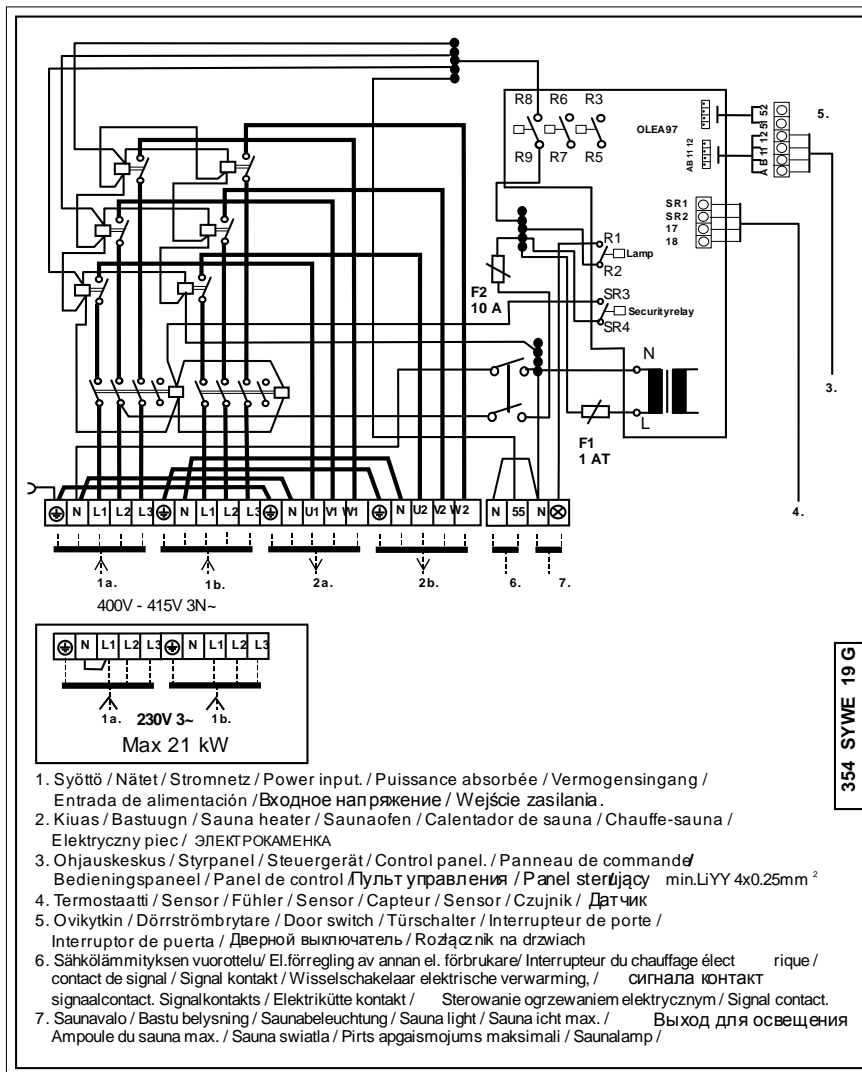 R8 R6 R3
OLEA97
R9 R7 R5
AB 11 12
51 52
A B 11 12
5.
SR1
SR2
17
18
R1
Lamp
R2
F2
10 A
SR3
Securityrelay
SR4
3.
N
L
F1
1 AT
4.
N L1 L2 L3 N L1 L2 L3 N U1 V1 W1 N U2 V2 W2 N 55 N
1a. 1b. 2a. 2b. 6. 7.
400V - 415V 3N~
N L1 L2 L3 N L1 L2 L3
1a. 230V 3~ 1b.
Max 21 kW
354 SYWE 19 G
1. Syöttö / Nätet / Stromnetz / Power input. / Puissance absorbée / Vermogensingang /
Entrada de alimentación / Входное напряжение / Wejście zasilania.
2. Kiuas / Bastuugn / Sauna heater / Saunaofen / Calentador de sauna / Chauffe-sauna /
Elektryczny piec / ЭЛЕКТРОКАМЕНКА
3. Ohjauskeskus / Styrpanel / Steuergerät / Control panel. / Panneau de commande/
Bedieningspaneel / Panel de control / Пульт управления / Panel sterujący min.LiYY 4x0.25mm ²
4. Termostaatti / Sensor / Fühler / Sensor / Capteur / Sensor / Czujnik / Датчик
5. Ovikytkin / Dörrströmbrytare / Door switch / Türschalter / Interrupteur de porte /
Interruptor de puerta / Дверной выключатель / Rozłącznik na drzwiach
6. Sähkölämmityksen vuorottelu/ El.förregling av annan el. förbrukare/ Interrupteur du chauffage élect rique /
contact de signal / Signal kontakt / Wisselschakelaar elektrische verwarming, / сигнала контакт
signaalcontact. Signalkontakts / Elektrikütte kontakt / Sterowanie ogrzewaniem elektrycznym / Signal contact.
7. Saunavalo / Bastu belysning / Saunabeleuchtung / Sauna light / Sauna icht max. / Выход для освещения
Ampoule du sauna max. / Sauna swiatla / Pirts apgaismojums maksimali / Saunalamp /